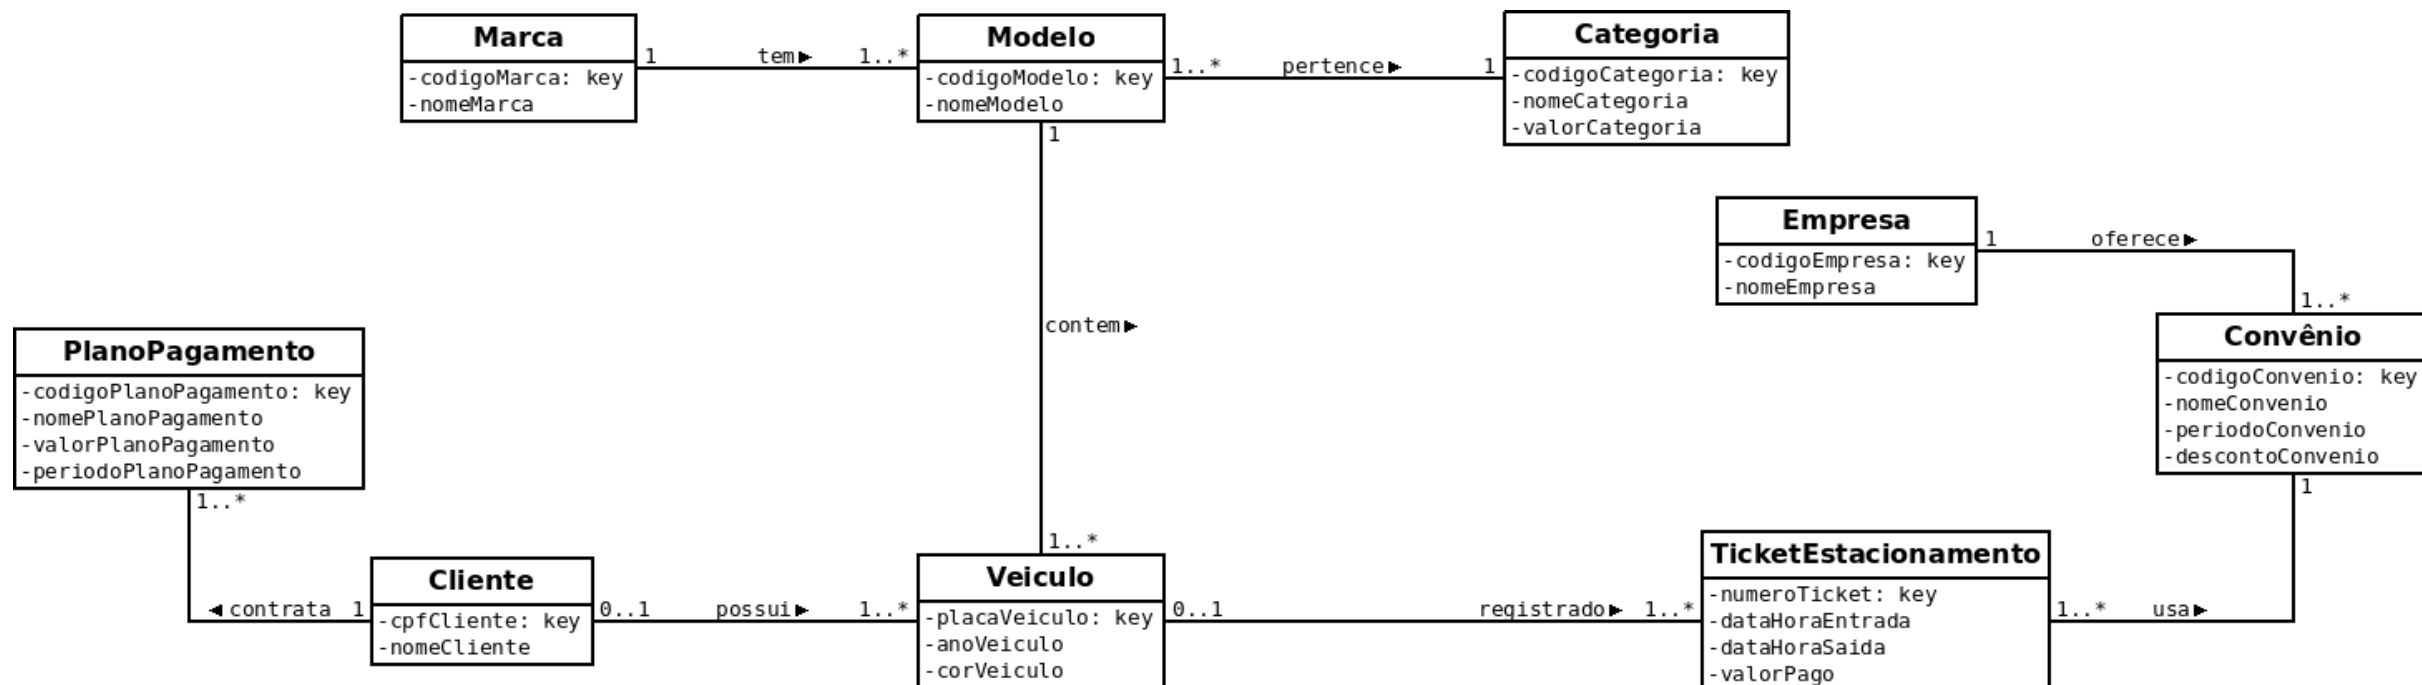 Marca
-codigoMarca: key
-nomeMarca
1 tem► 1..*
Modelo
-codigoModelo: key
-nomeModelo
1..* pertence► 1
Categoria
-codigoCategoria: key
-nomeCategoria
-valorCategoria
1
contem►
1..*
Empresa
-codigoEmpresa: key
-nomeEmpresa
1 oferece►
1..*
Convênio
-codigoConvenio: key
-nomeConvenio
-periodoConvenio
-descontoConvenio
1
PlanoPagamento
-codigoPlanoPagamento: key
-nomePlanoPagamento
-valorPlanoPagamento
-periodoPlanoPagamento
1..*
◄contrata 1
Cliente
-cpfCliente: key
-nomeCliente
0..1 possui► 1..*
Veiculo
-placaVeiculo: key
-anoVeiculo
-corVeiculo
0..1 registrado► 1..*
TicketEstacionamento
-numeroTicket: key
-dataHoraEntrada
-dataHoraSaida
-valorPago
1..* usa►